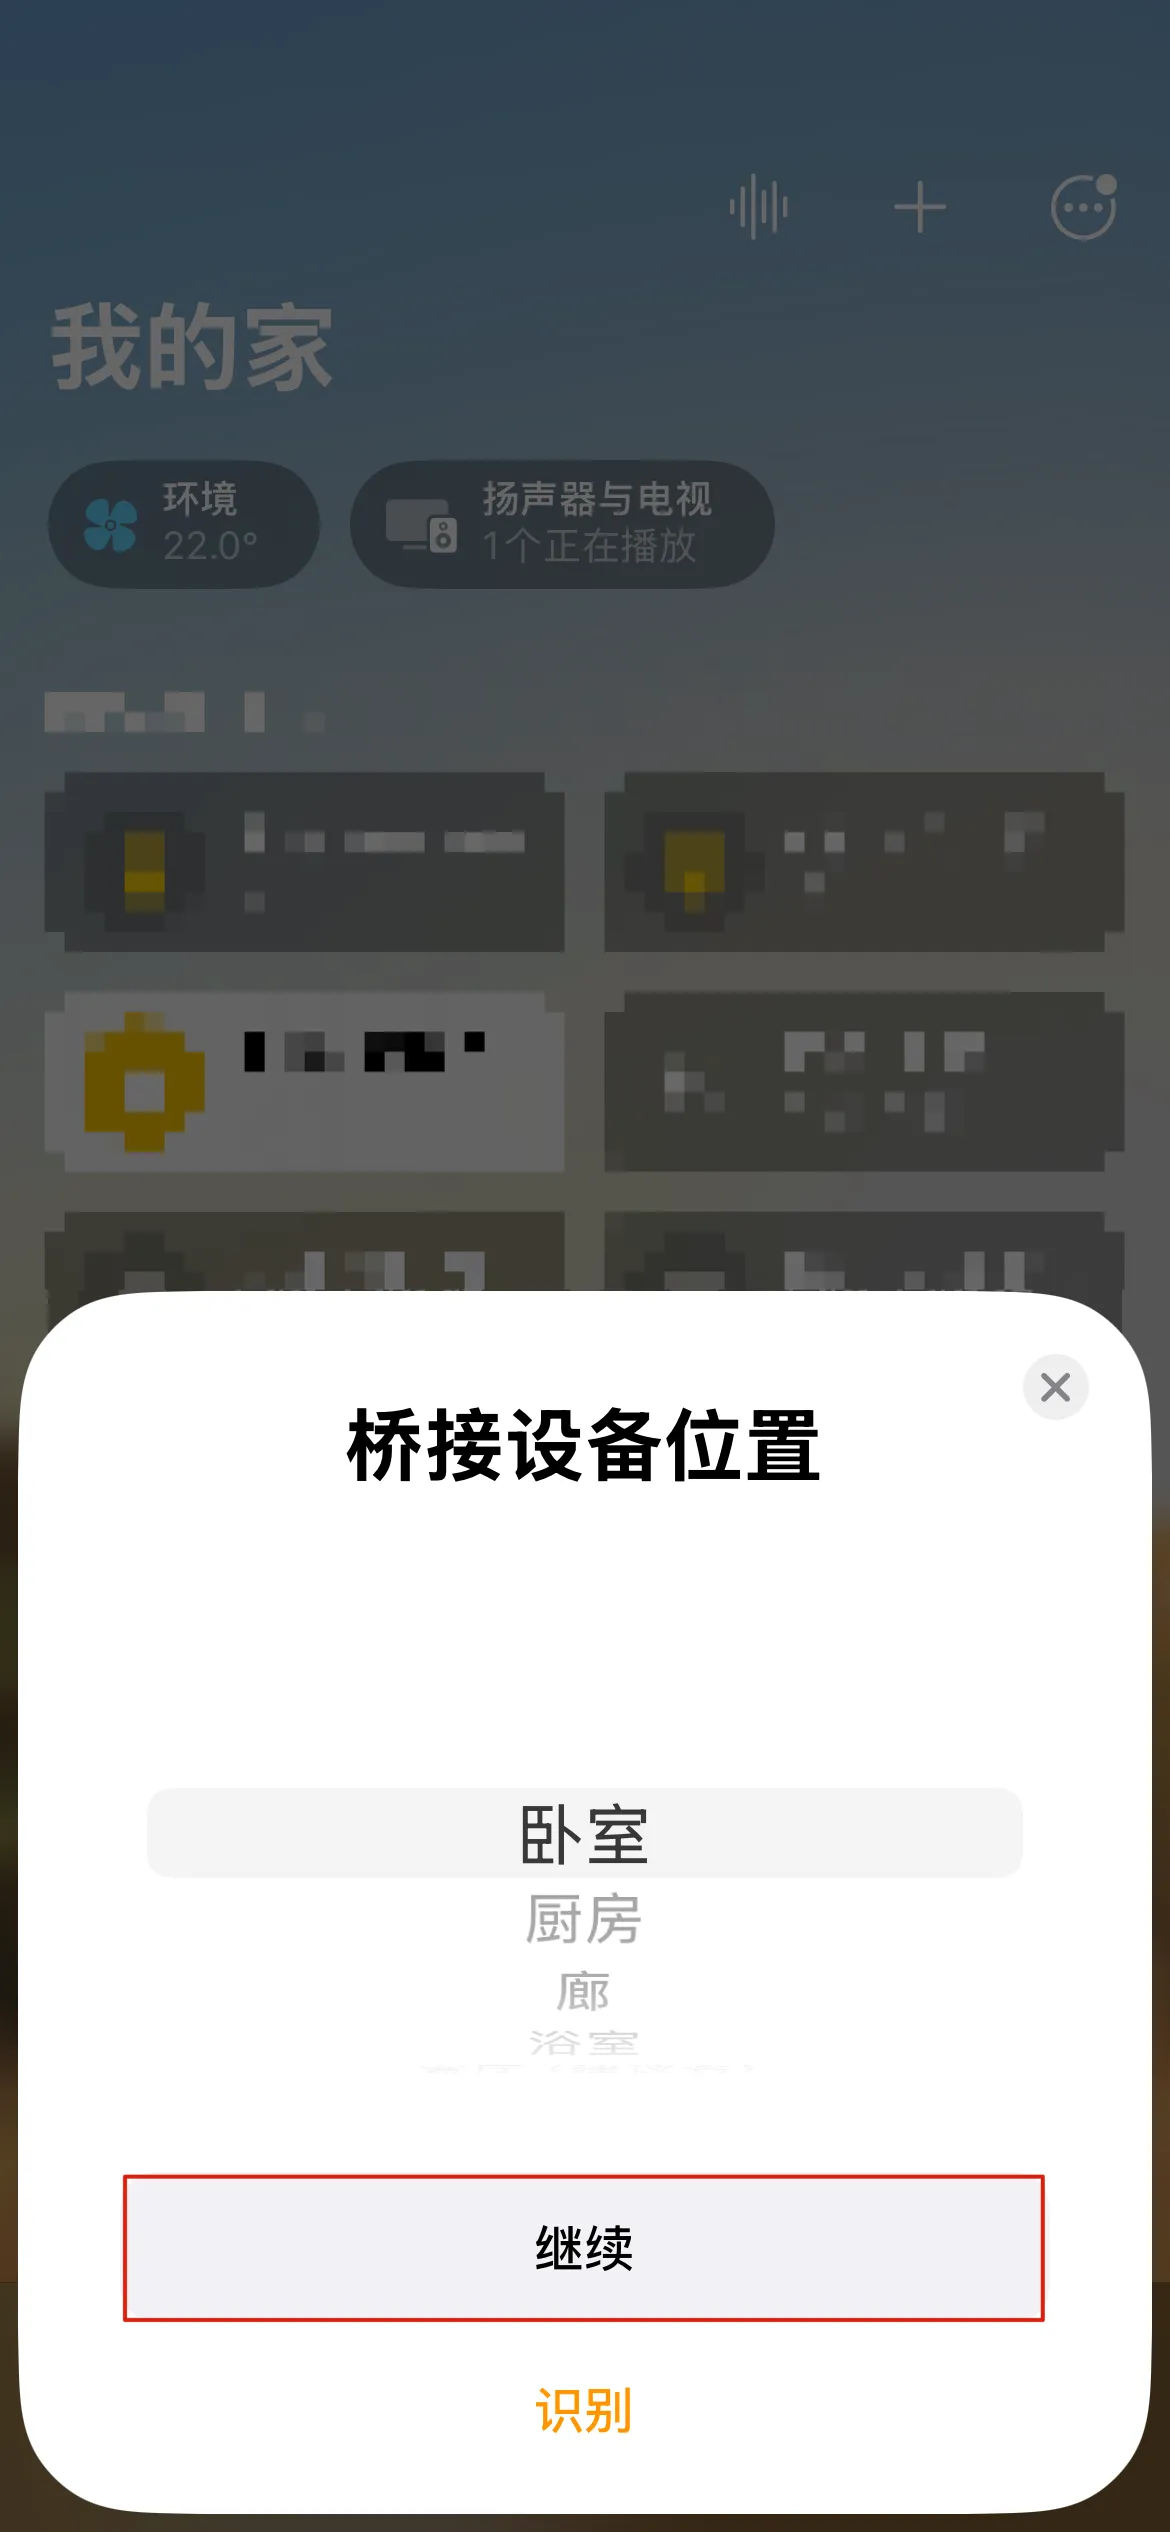 我的家
环境
22.0°
扬声器与电视
1个正在播放
桥接设备位置
卧室
厨房
廊
浴室
继续
识别